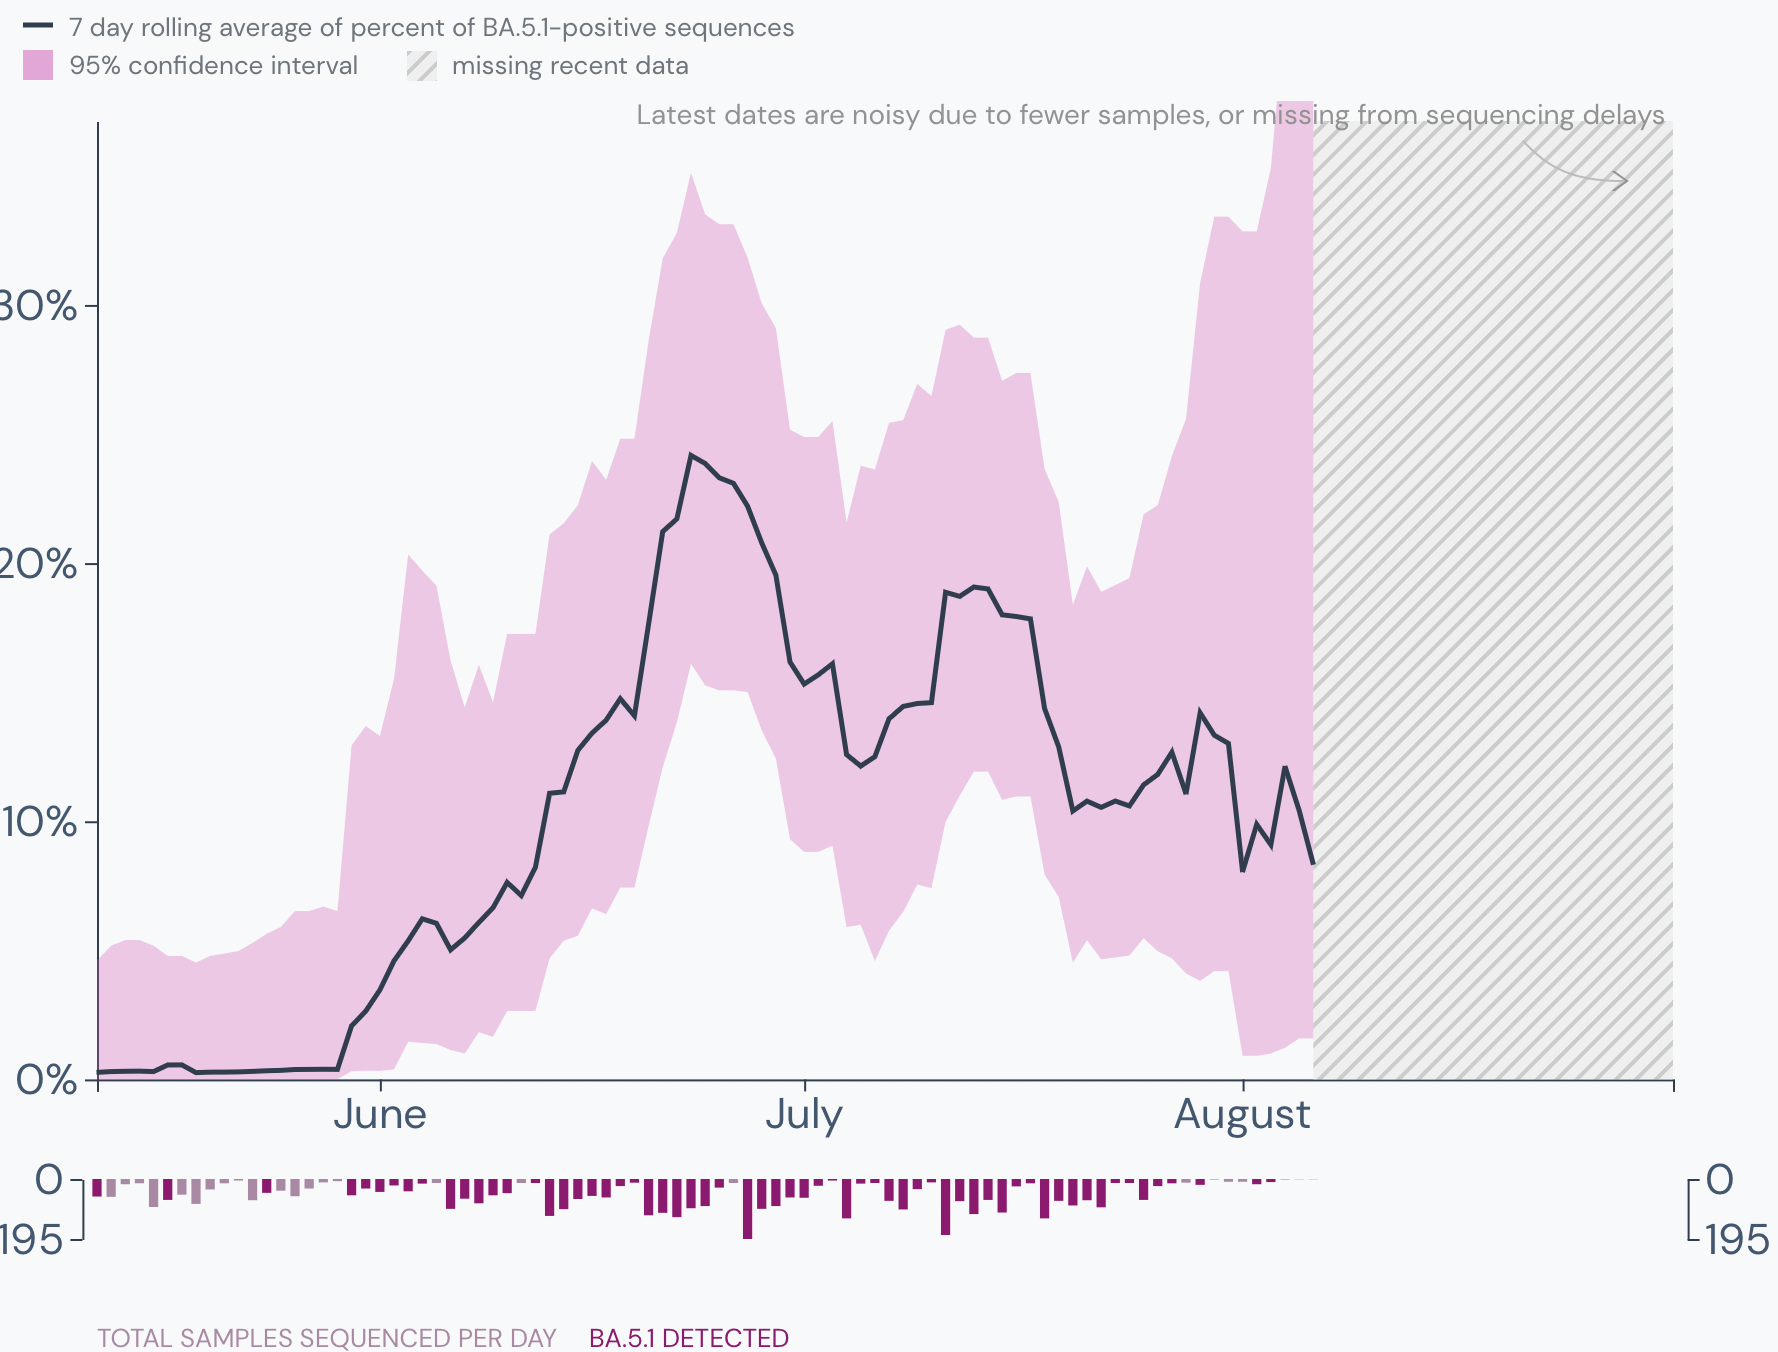 7 day rolling average of percent of BA.5.1-positive sequences
95% confidence interval missing recent data
Latest dates are noisy due to fewer samples, or missing from sequencing delays
30%
20%
10%
0%
June July August
0 0
195 195
TOTAL SAMPLES SEQUENCED PER DAY BA.5.1 DETECTED